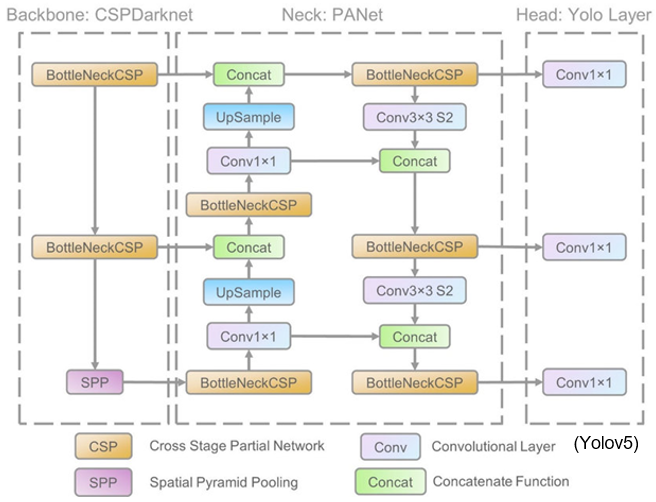 Backbone: CSPDarknet Neck: PANet Head: Yolo Layer
BottleNeckCSP Concat BottleNeckCSP Conv1×1
UpSample Conv3×3 S2
Conv1×1 Concat
BottleNeckCSP
BottleNeckCSP Concat BottleNeckCSP Conv1×1
UpSample Conv3×3 S2
Conv1×1 Concat
SPP BottleNeckCSP BottleNeckCSP Conv1×1
CSP Cross Stage Partial Network Conv Convolutional Layer (Yolov5)
SPP Spatial Pyramid Pooling Concat Concatenate Function